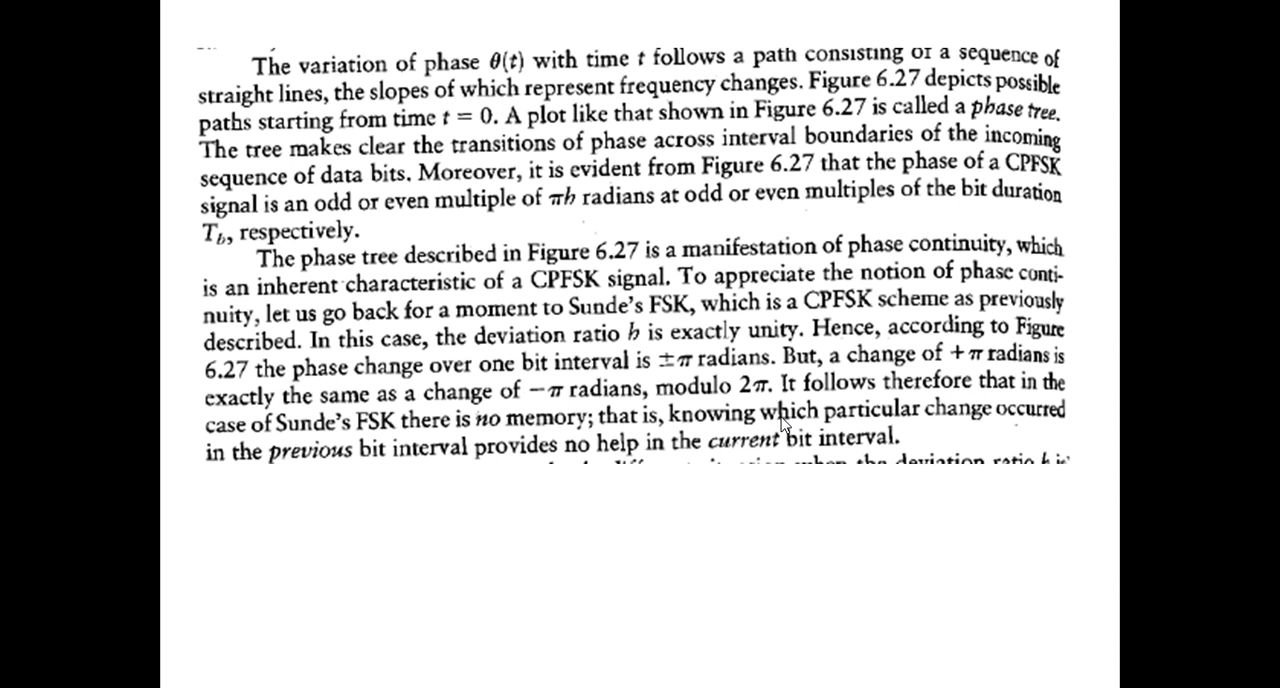 The variation of phase θ(t) with time t follows a path consisting of a sequence of
straight lines, the slopes of which represent frequency changes. Figure 6.27 depicts possible
paths starting from time t = 0. A plot like that shown in Figure 6.27 is called a phase tree.
The tree makes clear the transitions of phase across interval boundaries of the incoming
sequence of data bits. Moreover, it is evident from Figure 6.27 that the phase of a CPFSK
signal is an odd or even multiple of πh radians at odd or even multiples of the bit duration
T_b, respectively.
The phase tree described in Figure 6.27 is a manifestation of phase continuity, which
is an inherent characteristic of a CPFSK signal. To appreciate the notion of phase conti-
nuity, let us go back for a moment to Sunde's FSK, which is a CPFSK scheme as previously
described. In this case, the deviation ratio h is exactly unity. Hence, according to Figure
6.27 the phase change over one bit interval is ±π radians. But, a change of +π radians is
exactly the same as a change of −π radians, modulo 2π. It follows therefore that in the
case of Sunde's FSK there is no memory; that is, knowing which particular change occurred
in the previous bit interval provides no help in the current bit interval.
when the deviation ratio h is